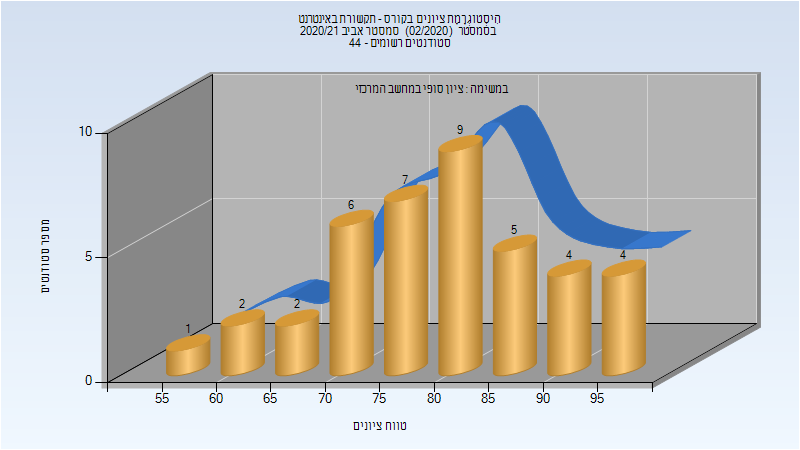 היסטוגרמת ציונים בקורס - תקשורת באינטרנט
בסמסטר (02/2020) סמסטר אביב 2020/21
סטודנטים רשומים - 44
במשימה : ציון סופי במחשב המרכזי
מספר סטודנטים
10
5
0
1
2
2
6
7
9
5
4
4
55 60 65 70 75 80 85 90 95
טווח ציונים